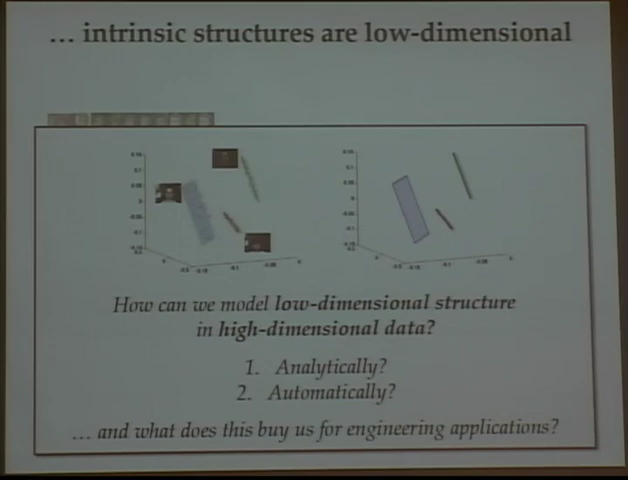 ... intrinsic structures are low-dimensional
How can we model low-dimensional structure
in high-dimensional data?
1. Analytically?
2. Automatically?
... and what does this buy us for engineering applications?